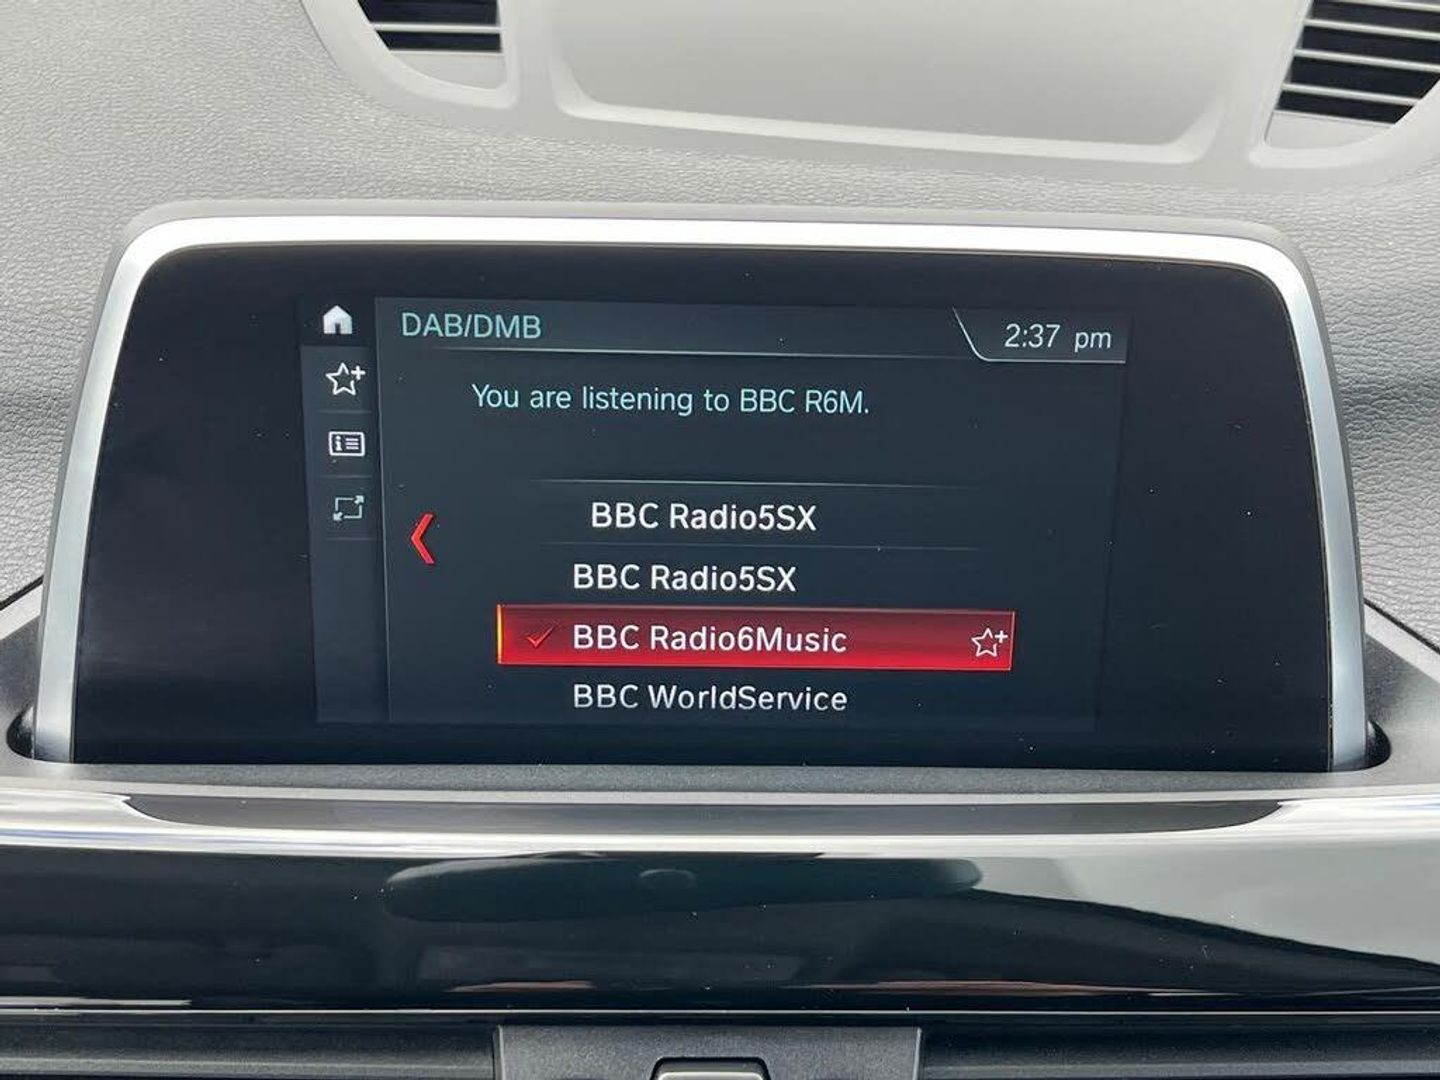 DAB/DMB
2:37 pm
You are listening to BBC R6M.
BBC Radio5SX
BBC Radio5SX
BBC Radio6Music
BBC WorldService